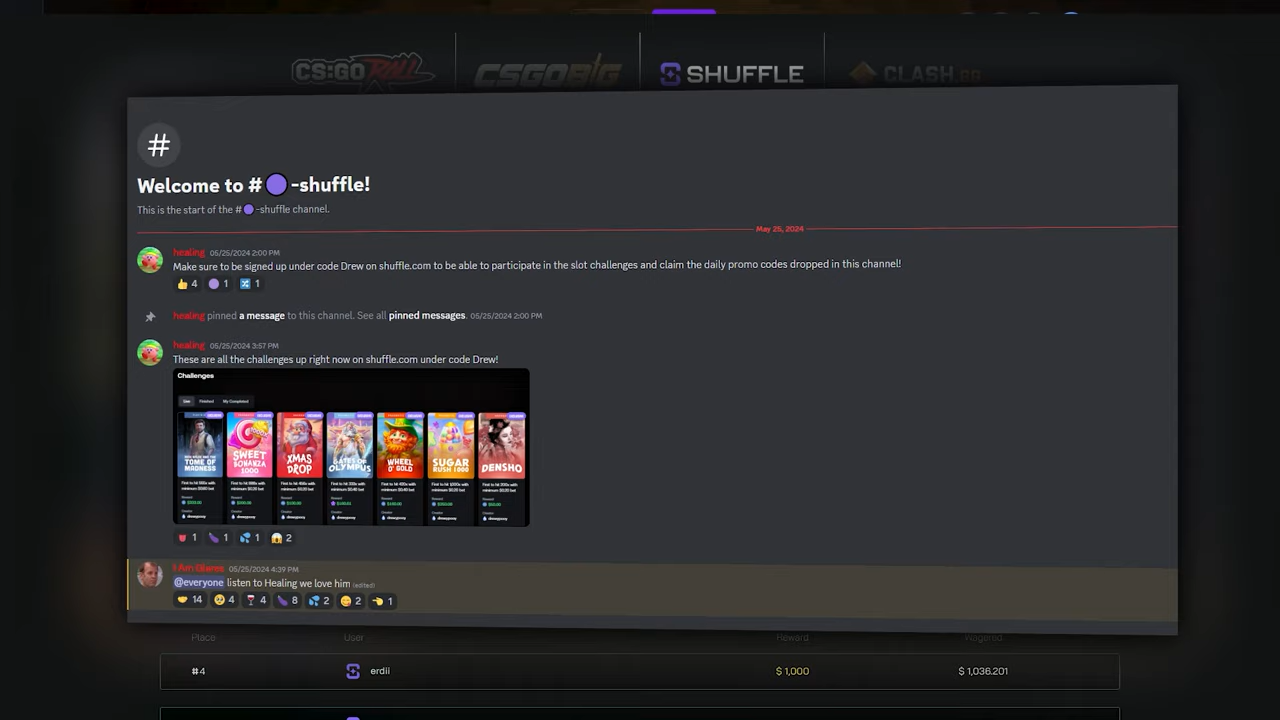 CS:GO ROLL
CSGOBIG
SHUFFLE
CLASH.GG
#
Welcome to # -shuffle!
This is the start of the # -shuffle channel.
May 25, 2024
healing 05/25/2024 2:00 PM
Make sure to be signed up under code Drew on shuffle.com to be able to participate in the slot challenges and claim the daily promo codes dropped in this channel!
4 1 1
healing pinned a message to this channel. See all pinned messages. 05/25/2024 2:00 PM
healing 05/25/2024 3:57 PM
These are all the challenges up right now on shuffle.com under code Drew!
Challenges
Live Finished My Completed
TOME OF MADNESS
SWEET BONANZA 1000
XMAS DROP
GATES OF OLYMPUS
WHEEL O' GOLD
SUGAR RUSH 1000
DENSHO
1 1 1 2
I Am Glares 05/25/2024 4:39 PM
@everyone listen to Healing we love him (edited)
14 4 4 8 2 2 1
Place User Reward Wagered
#4 erdii $ 1,000 $ 1,036.201